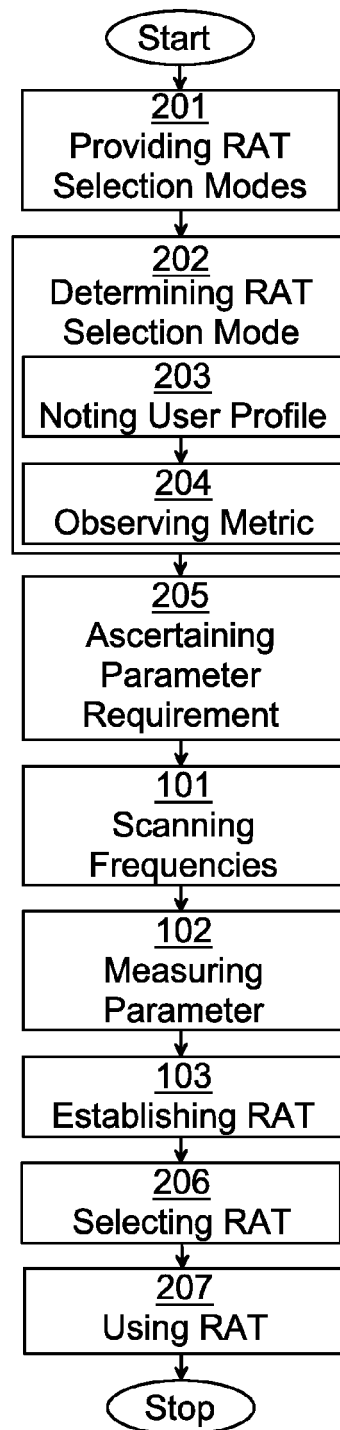 Start
201
Providing RAT
Selection Modes
202
Determining RAT
Selection Mode
203
Noting User Profile
204
Observing Metric
205
Ascertaining
Parameter
Requirement
101
Scanning
Frequencies
102
Measuring
Parameter
103
Establishing RAT
206
Selecting RAT
207
Using RAT
Stop